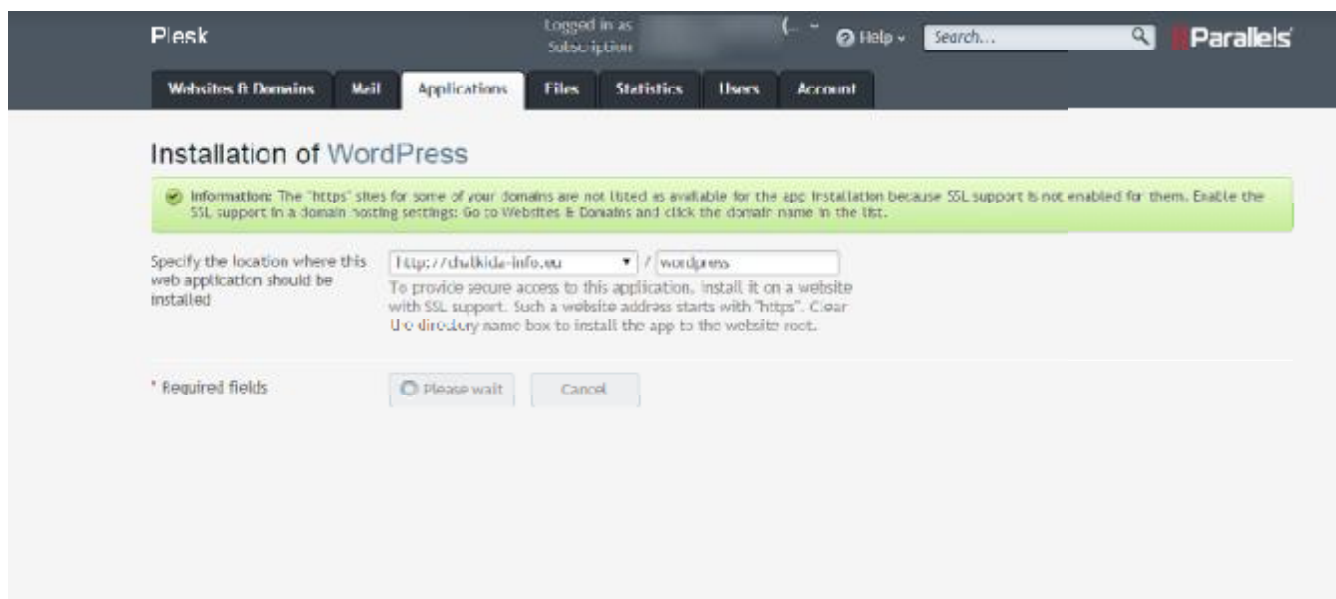 Plesk
Logged in as
Subscription
Help
Search...
Parallels
Websites & Domains Mail Applications Files Statistics Users Account
Installation of WordPress
Information: The "https" sites for some of your domains are not listed as available for the app installation because SSL support is not enabled for them. Enable the
SSL support in a domain hosting settings: Go to Websites & Domains and click the domain name in the list.
Specify the location where this
web application should be
installed
http://chalkida-info.eu / wordpress
To provide secure access to this application, install it on a website
with SSL support. Such a website address starts with "https". Clear
the directory name box to install the app to the website root.
* Required fields
Please wait Cancel